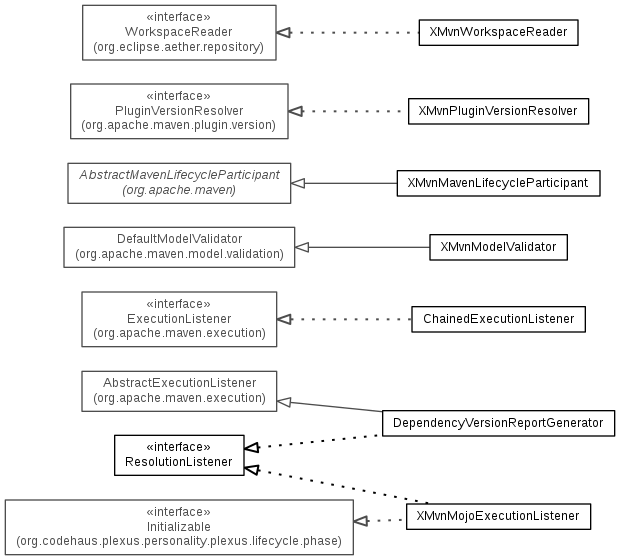 «interface»
WorkspaceReader
(org.eclipse.aether.repository)
XMvnWorkspaceReader
«interface»
PluginVersionResolver
(org.apache.maven.plugin.version)
XMvnPluginVersionResolver
AbstractMavenLifecycleParticipant
(org.apache.maven)
XMvnMavenLifecycleParticipant
DefaultModelValidator
(org.apache.maven.model.validation)
XMvnModelValidator
«interface»
ExecutionListener
(org.apache.maven.execution)
ChainedExecutionListener
AbstractExecutionListener
(org.apache.maven.execution)
DependencyVersionReportGenerator
«interface»
ResolutionListener
«interface»
Initializable
(org.codehaus.plexus.personality.plexus.lifecycle.phase)
XMvnMojoExecutionListener